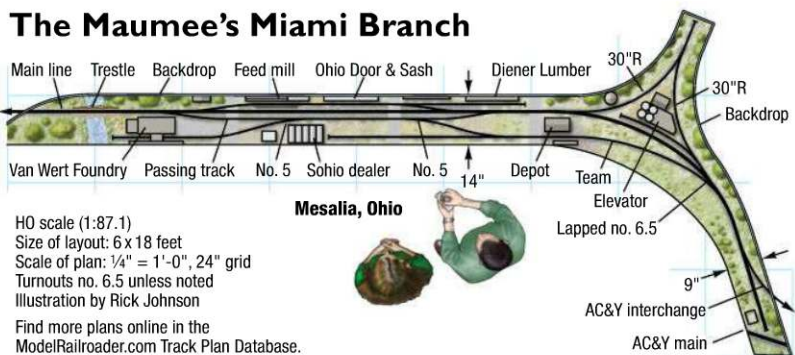 The Maumee's Miami Branch
Main line
Trestle
Backdrop
Feed mill
Ohio Door & Sash
Diener Lumber
30"R
30"R
Backdrop
Van Wert Foundry
Passing track
No. 5
Sohio dealer
No. 5
14"
Depot
Team
Elevator
Lapped no. 6.5
Mesalia, Ohio
HO scale (1:87.1)
Size of layout: 6 x 18 feet
Scale of plan: ¼" = 1'-0", 24" grid
Turnouts no. 6.5 unless noted
Illustration by Rick Johnson
Find more plans online in the
ModelRailroader.com Track Plan Database.
9"
AC&Y interchange
AC&Y main